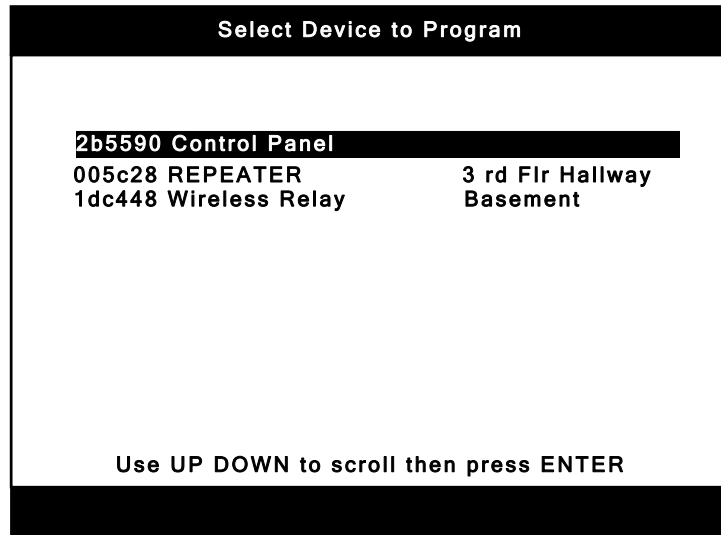 Select Device to Program
2b5590 Control Panel
005c28 REPEATER 3 rd Flr Hallway
1dc448 Wireless Relay Basement
Use UP DOWN to scroll then press ENTER